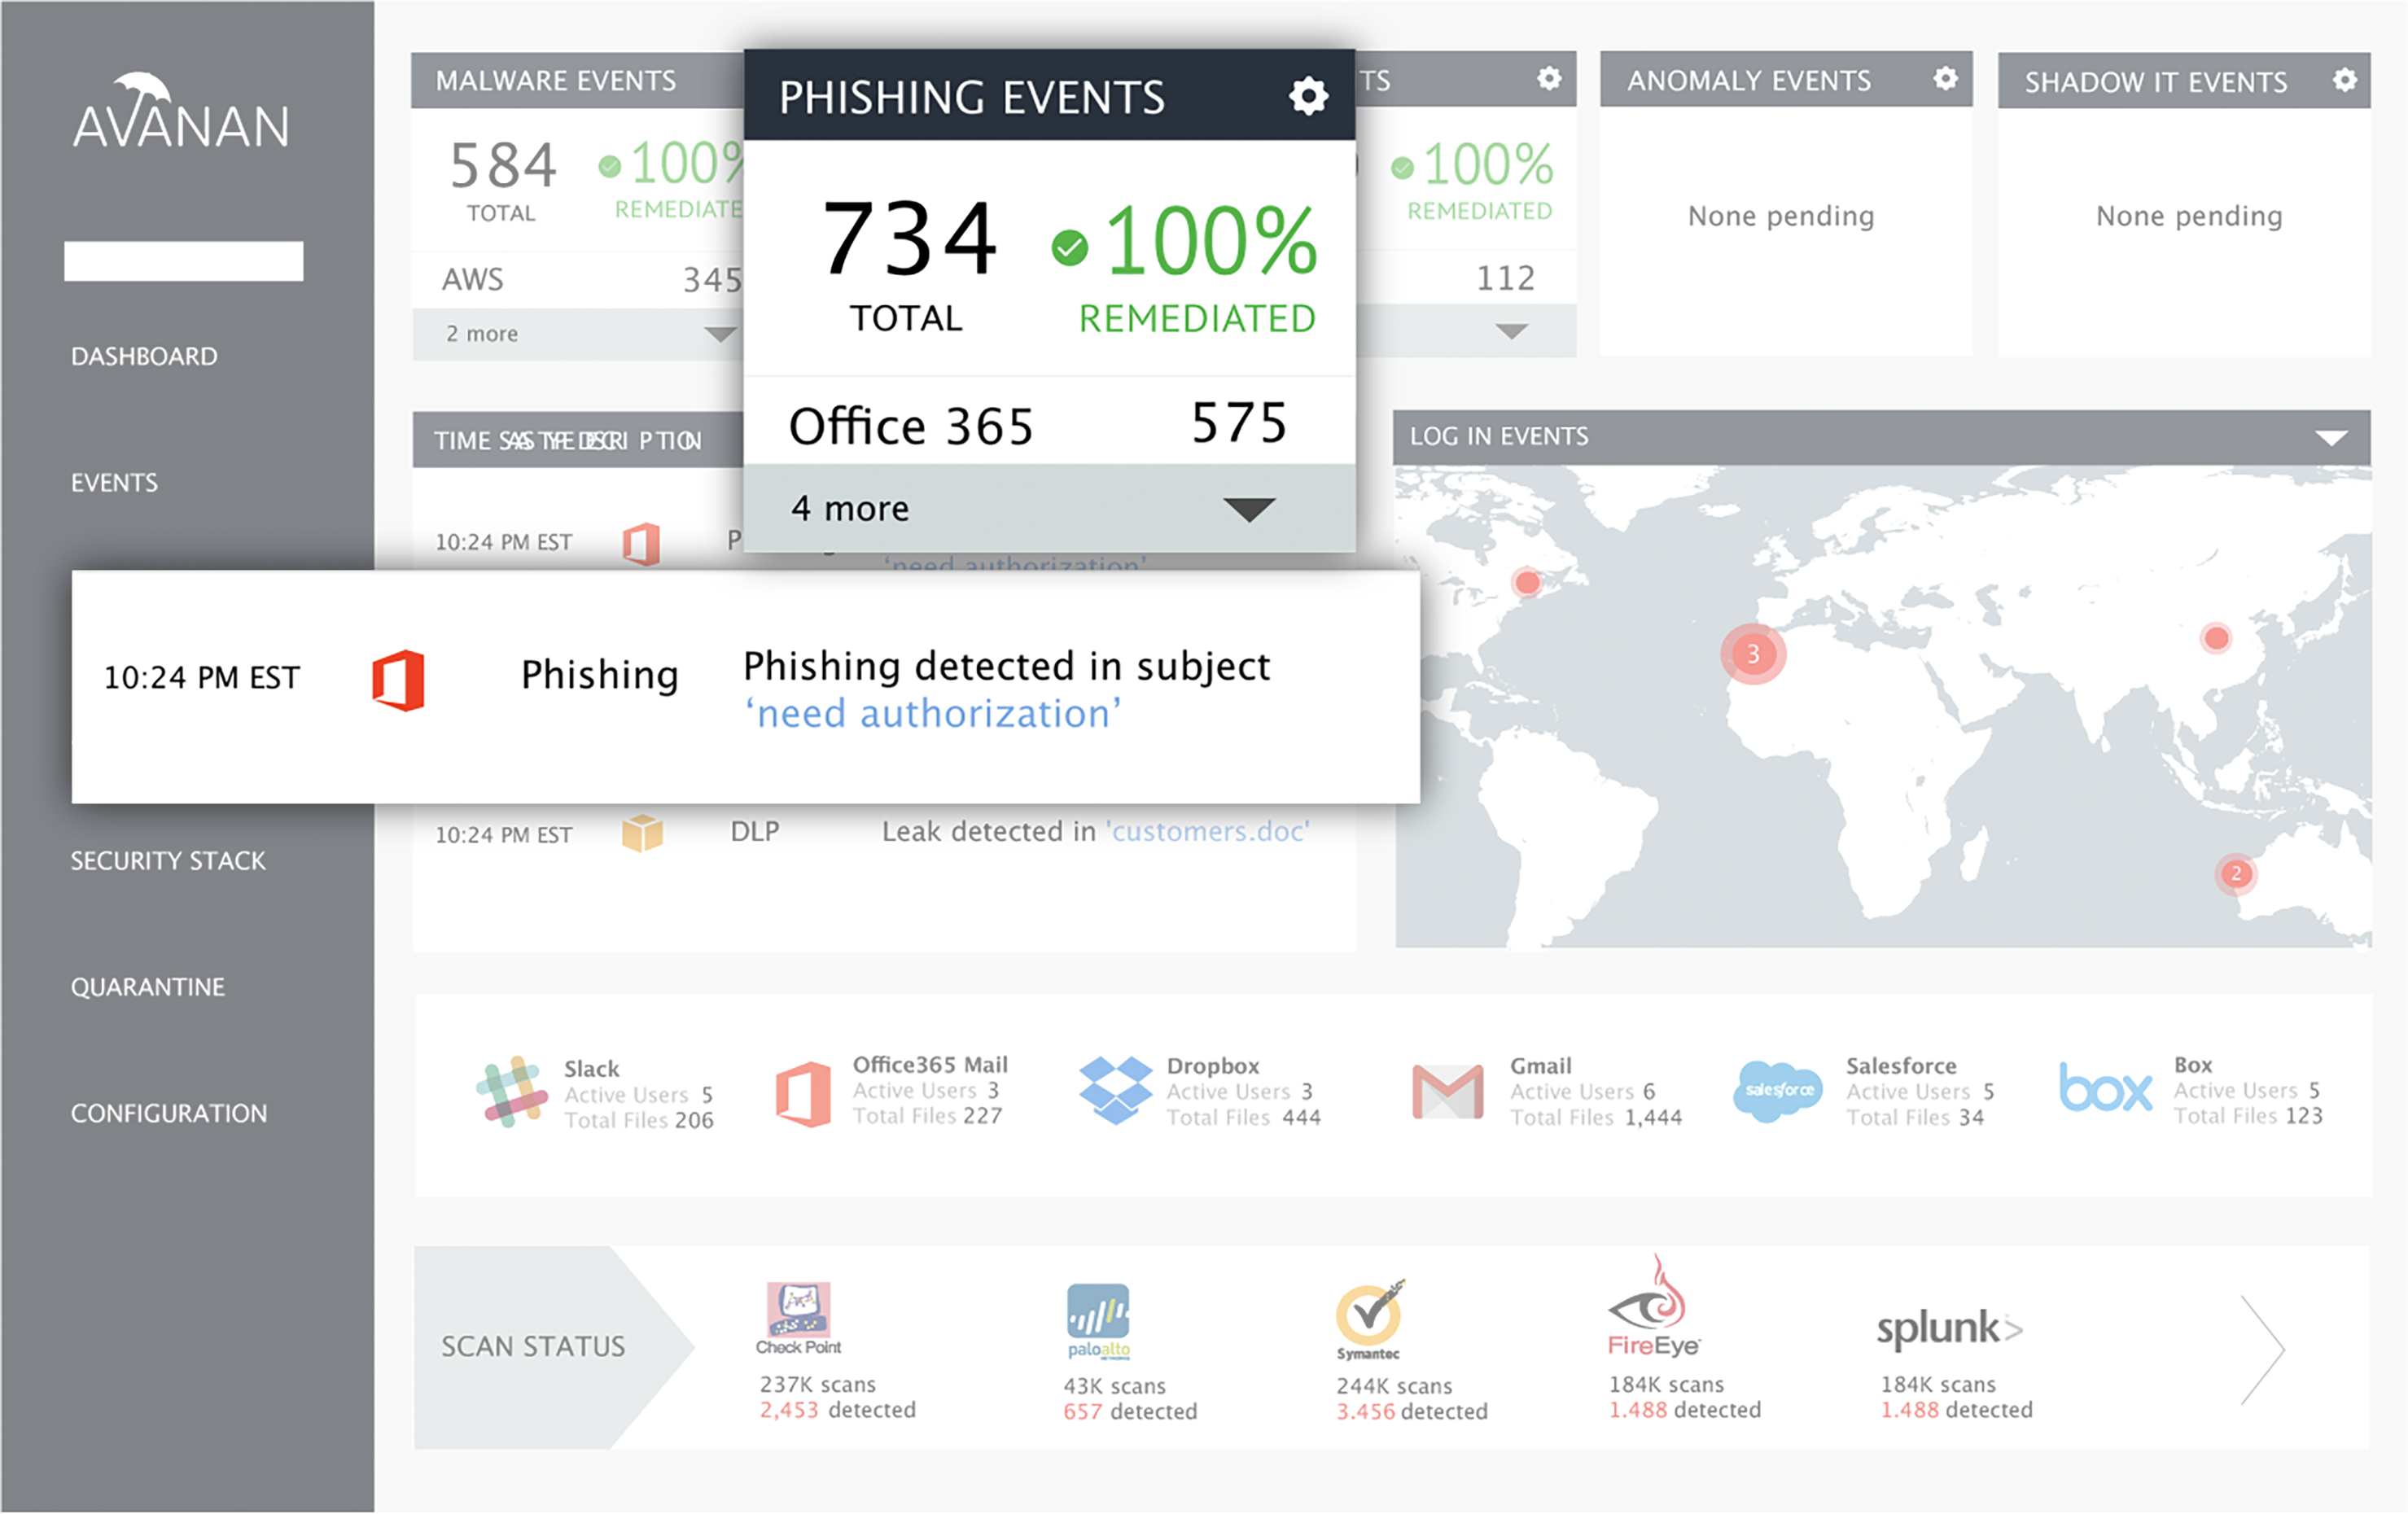 AVANAN
DASHBOARD
EVENTS
SECURITY STACK
QUARANTINE
CONFIGURATION
MALWARE EVENTS
584
100%
TOTAL
REMEDIATE
AWS 345
2 more
PHISHING EVENTS
734
100%
TOTAL
REMEDIATED
Office 365 575
4 more
TS
100%
REMEDIATED
112
ANOMALY EVENTS
None pending
SHADOW IT EVENTS
None pending
TIME
10:24 PM EST
'need authorization'
10:24 PM EST Phishing Phishing detected in subject
‘need authorization’
10:24 PM EST DLP Leak detected in 'customers.doc'
LOG IN EVENTS
3
2
Slack
Active Users 5
Total Files 206
Office365 Mail
Active Users 3
Total Files 227
Dropbox
Active Users 3
Total Files 444
Gmail
Active Users 6
Total Files 1,444
salesforce
Salesforce
Active Users 5
Total Files 34
box
Box
Active Users 5
Total Files 123
SCAN STATUS
Check Point
237K scans
2,453 detected
paloalto
NETWORKS
43K scans
657 detected
Symantec
244K scans
3.456 detected
FireEye
184K scans
1.488 detected
splunk>
184K scans
1.488 detected